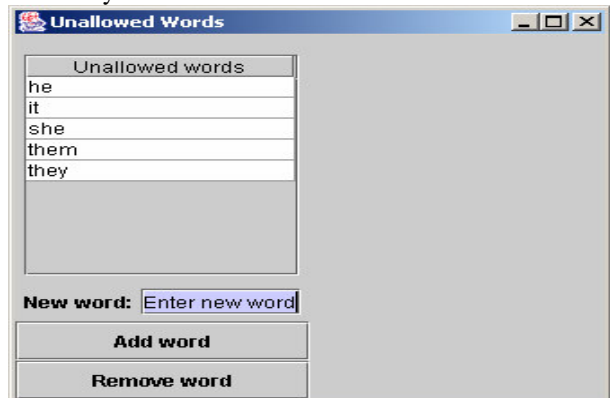 Unallowed Words
Unallowed words
he
it
she
them
they
New word: Enter new word
Add word
Remove word